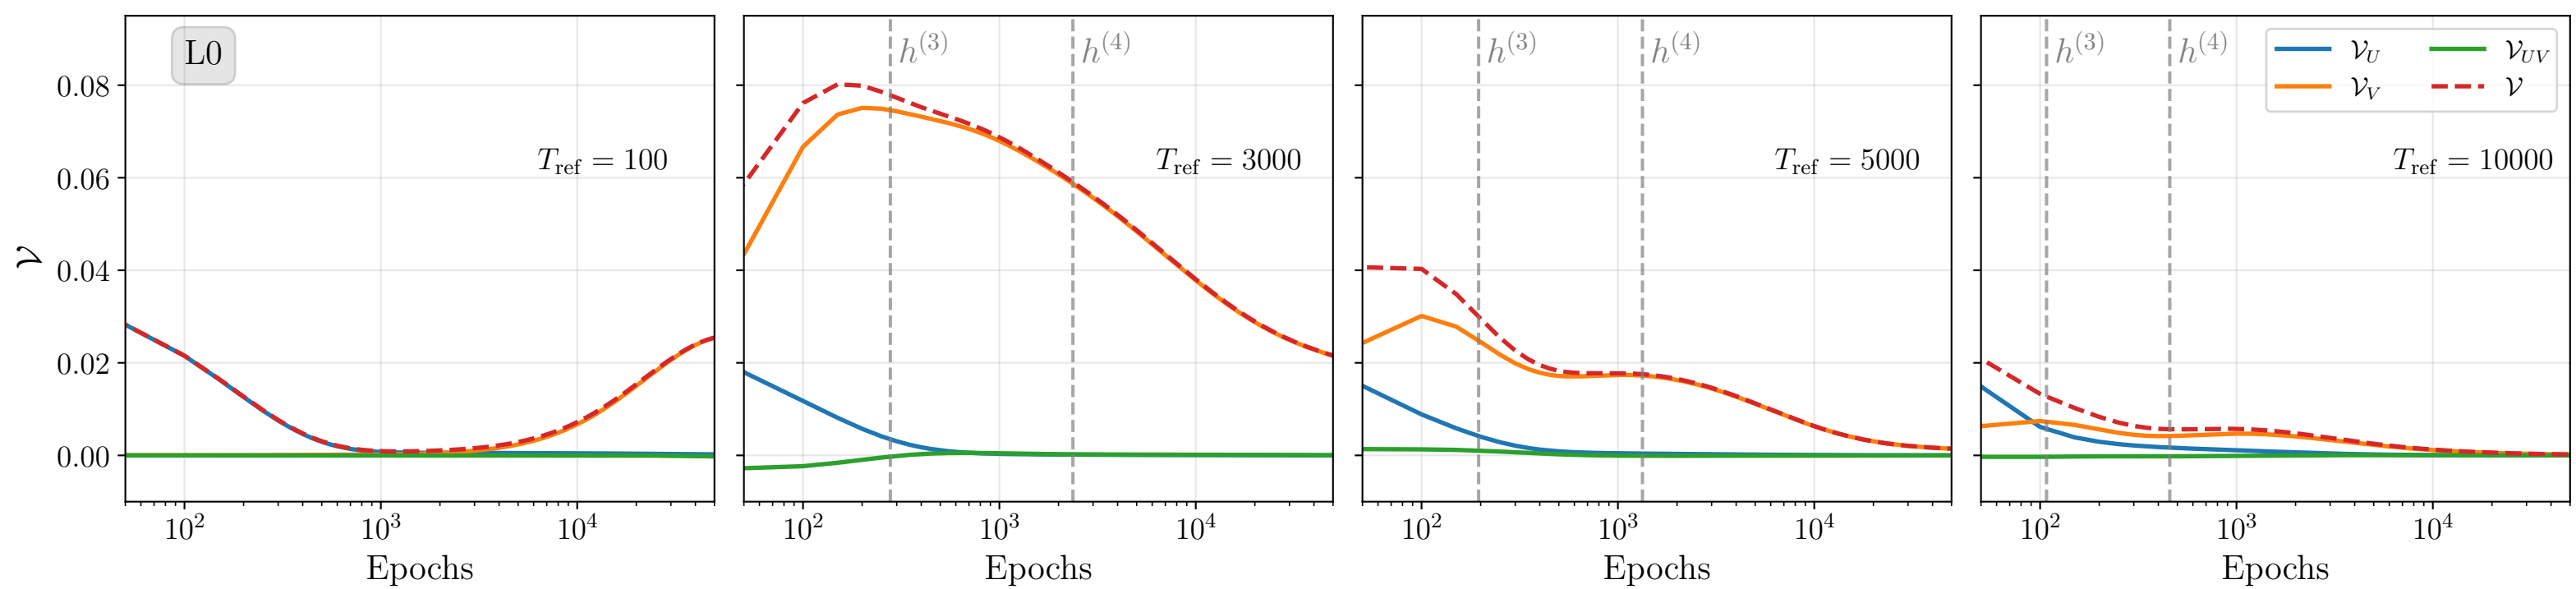 L0
𝒱
0.08
0.06
0.04
0.02
0.00
T_ref = 100
10^2 10^3 10^4
Epochs
h^(3) h^(4)
T_ref = 3000
10^2 10^3 10^4
Epochs
h^(3) h^(4)
T_ref = 5000
10^2 10^3 10^4
Epochs
h^(3) h^(4)
𝒱_U 𝒱_UV
𝒱_V 𝒱
T_ref = 10000
10^2 10^3 10^4
Epochs